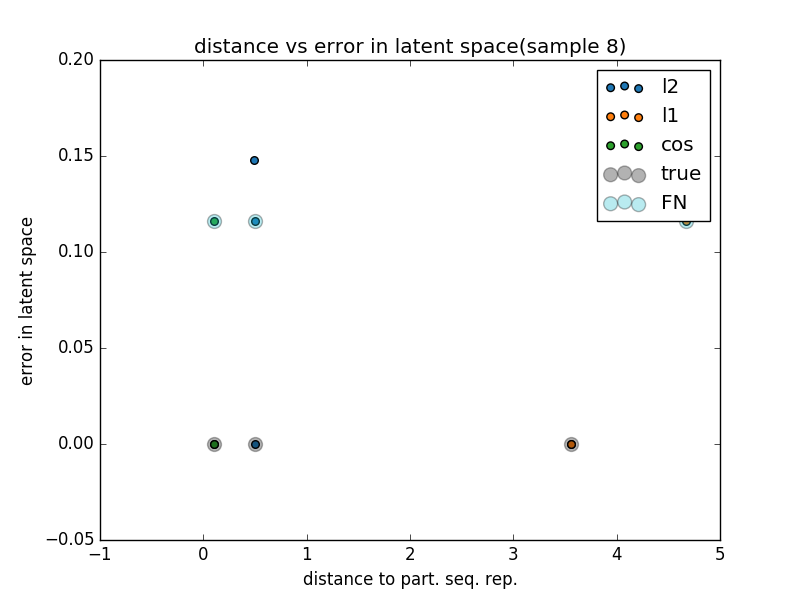 distance vs error in latent space(sample 8)
0.20
0.15
0.10
0.05
0.00
−0.05
error in latent space
l2
l1
cos
true
FN
−1
0
1
2
3
4
5
distance to part. seq. rep.